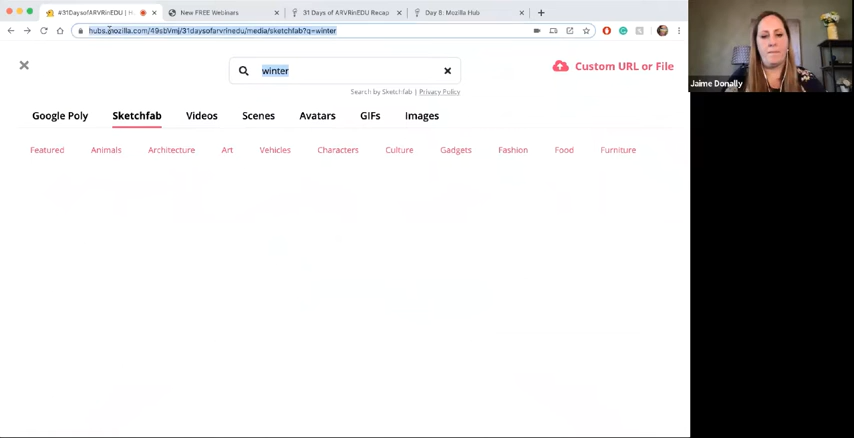 #31DaysofARVRinEDU | H
New FREE Webinars
31 Days of ARVRinEDU Recap
Day 8: Mozilla Hub
hubs.mozilla.com/49sbVmj/31daysofarvrinedu/media/sketchfab?q=winter
winter
Custom URL or File
Search by Sketchfab | Privacy Policy
Google Poly Sketchfab Videos Scenes Avatars GIFs Images
Featured Animals Architecture Art Vehicles Characters Culture Gadgets Fashion Food Furniture
Jaime Donally